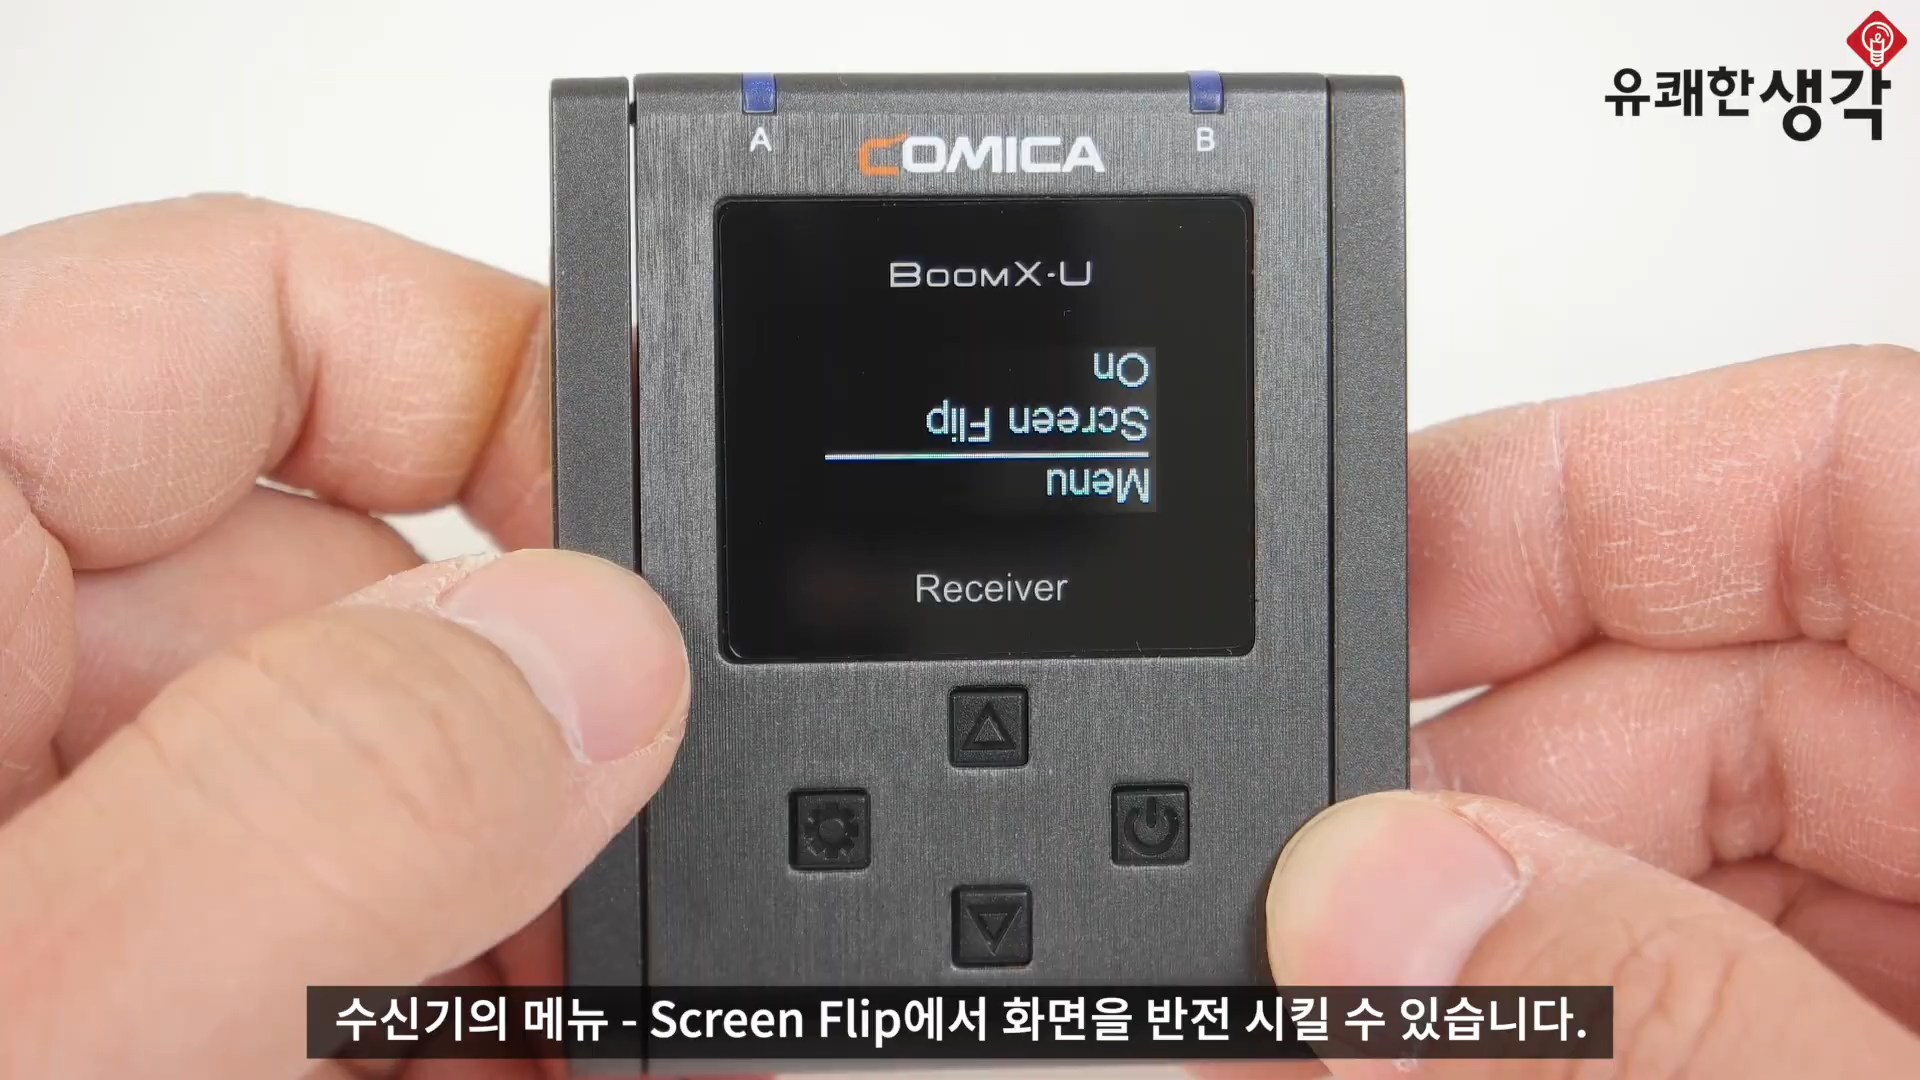 유쾌한생각
A
B
COMICA
BOOMX-U
On
Screen Flip
Menu
Receiver
수신기의 메뉴 - Screen Flip에서 화면을 반전 시킬 수 있습니다.